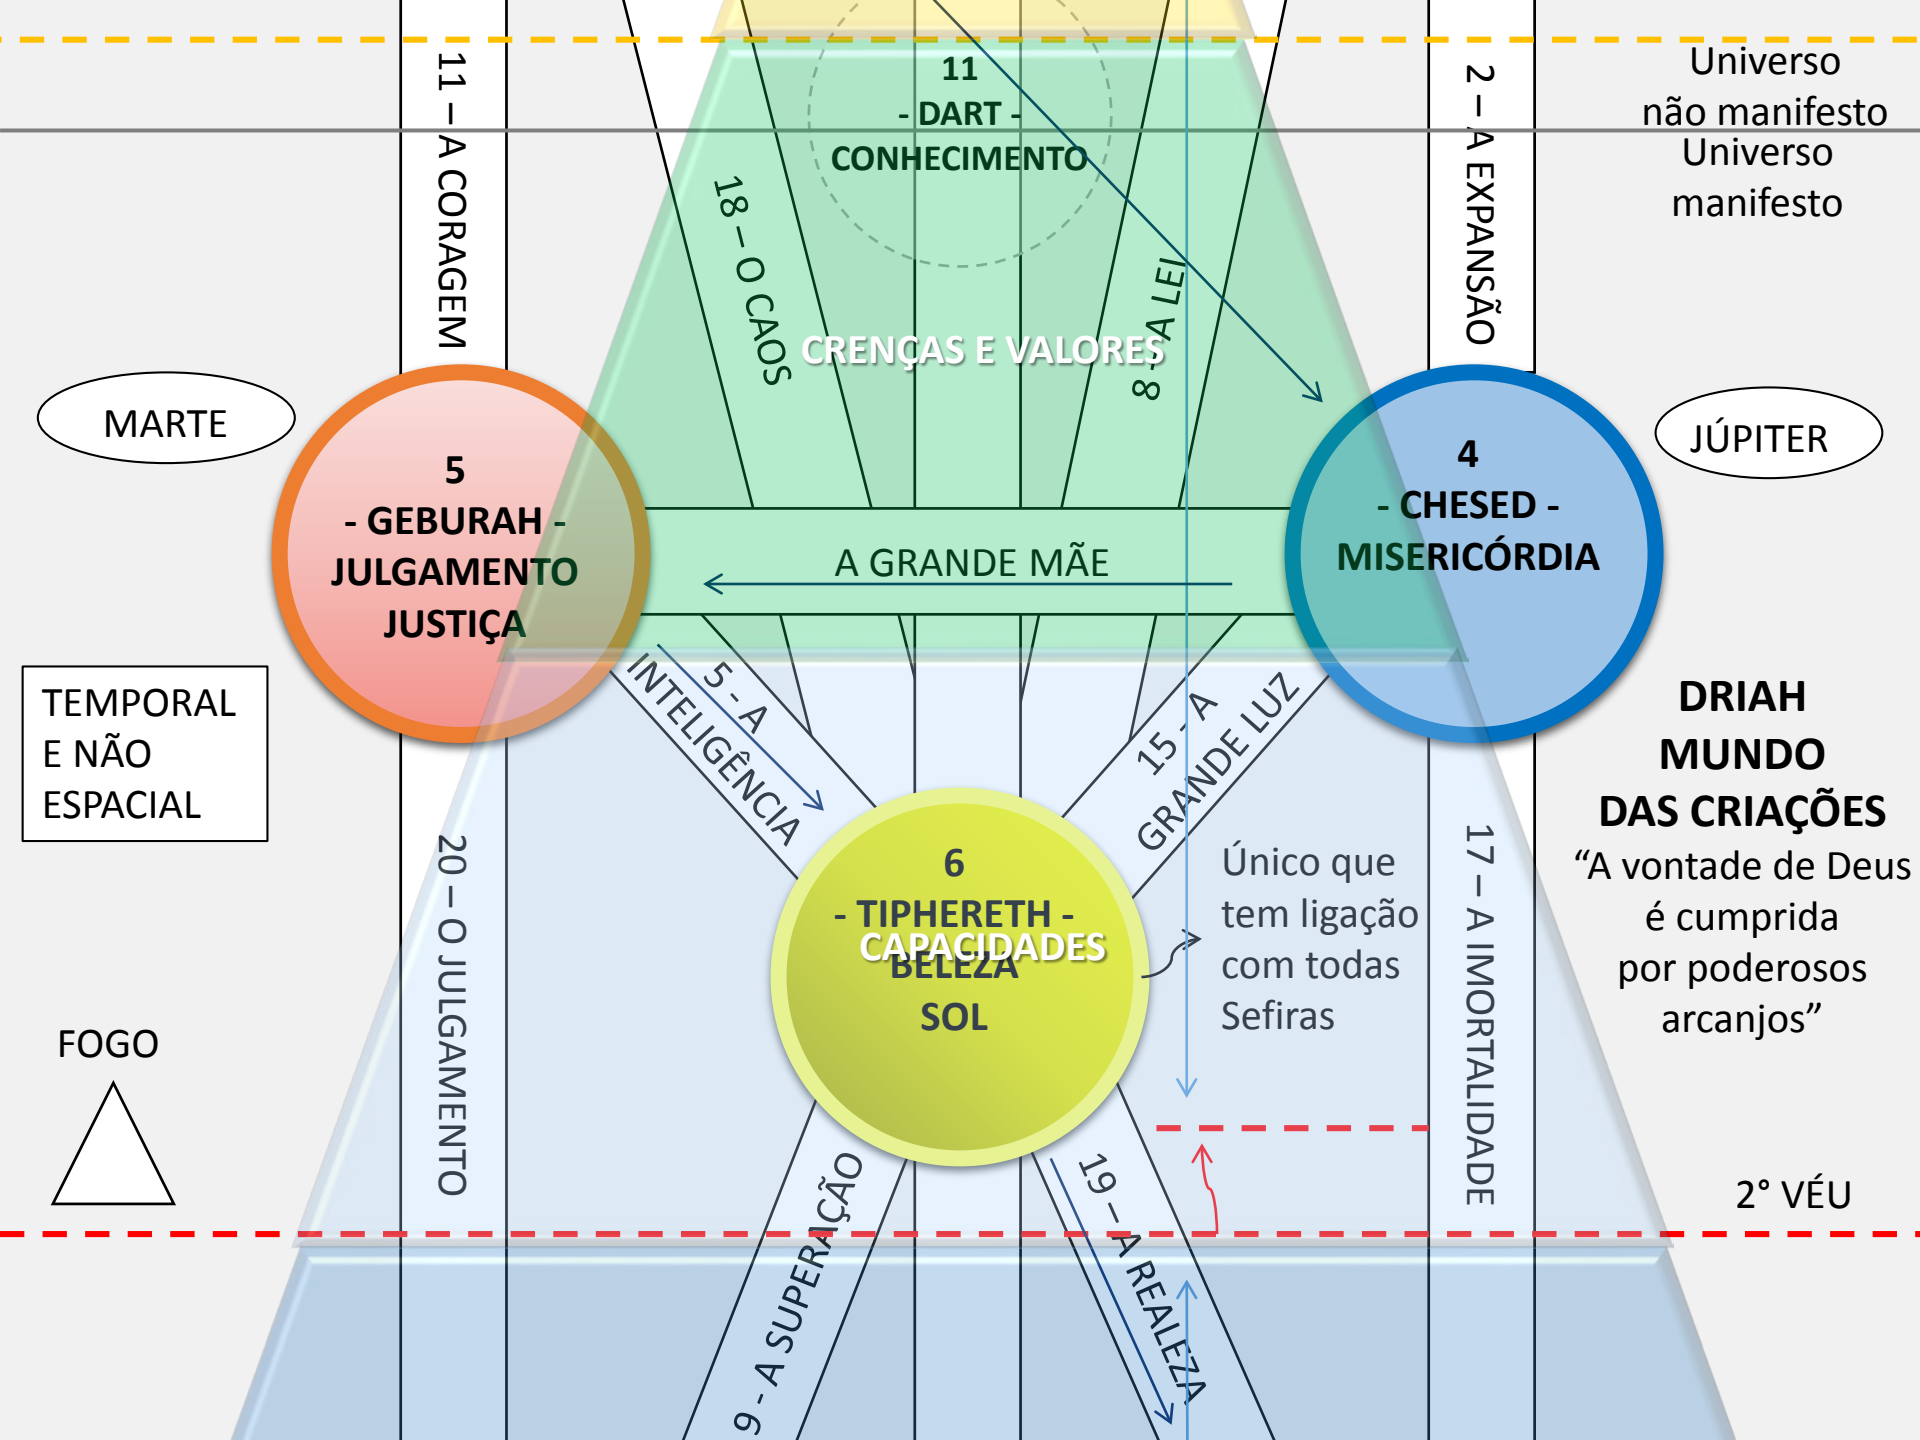 Universo
não manifesto
Universo
manifesto
11 – A CORAGEM
11
- DART -
CONHECIMENTO
2 – A EXPANSÃO
18 – O CAOS
8 - A LEI
CRENÇAS E VALORES
MARTE
JÚPITER
5
- GEBURAH -
JULGAMENTO
JUSTIÇA
4
- CHESED -
MISERICÓRDIA
A GRANDE MÃE
TEMPORAL
E NÃO
ESPACIAL
5 - A
INTELIGÊNCIA
15 - A
GRANDE LUZ
DRIAH
MUNDO
DAS CRIAÇÕES
“A vontade de Deus
é cumprida
por poderosos
arcanjos”
20 – O JULGAMENTO
6
- TIPHERETH -
CAPACIDADES
BELEZA
SOL
Único que
tem ligação
com todas
Sefiras
17 – A IMORTALIDADE
FOGO
2° VÉU
9 - A SUPERAÇÃO
19 – A REALEZA